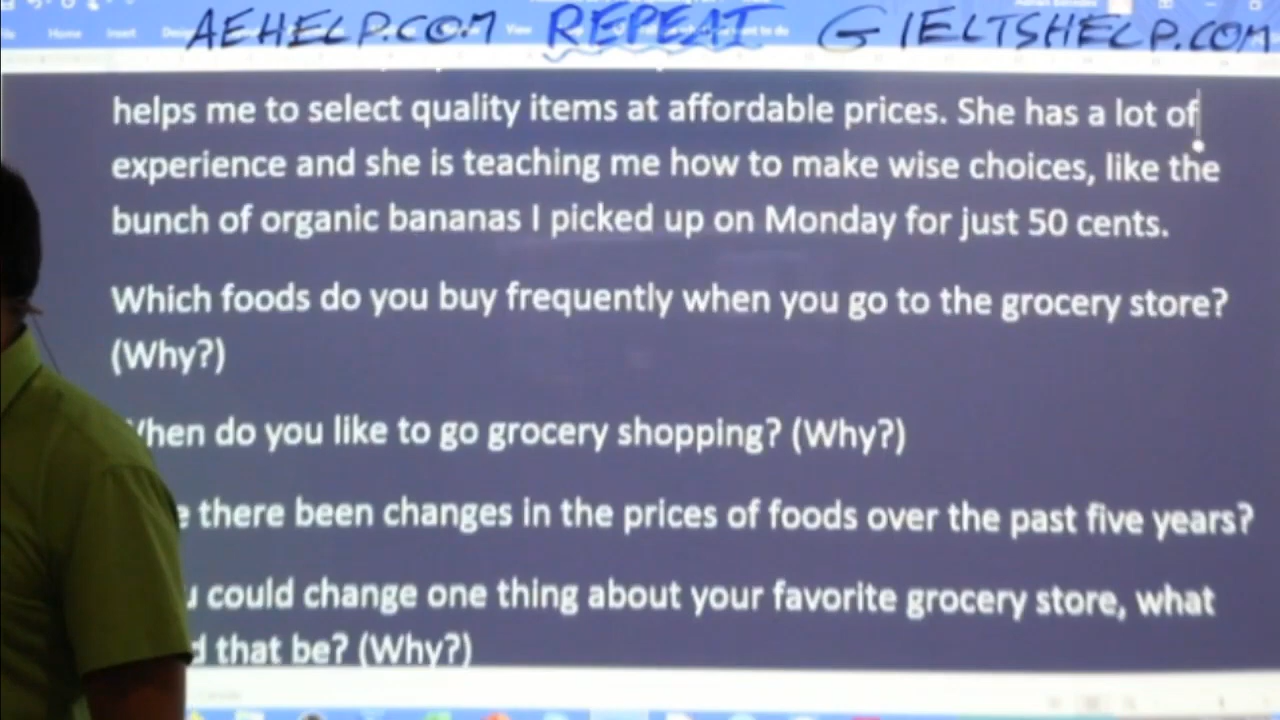 AEHELP.COM REPEAT GIELTSHELP.COM
Home Insert View
helps me to select quality items at affordable prices. She has a lot of
experience and she is teaching me how to make wise choices, like the
bunch of organic bananas I picked up on Monday for just 50 cents.
Which foods do you buy frequently when you go to the grocery store?
(Why?)
hen do you like to go grocery shopping? (Why?)
e there been changes in the prices of foods over the past five years?
u could change one thing about your favorite grocery store, what
d that be? (Why?)